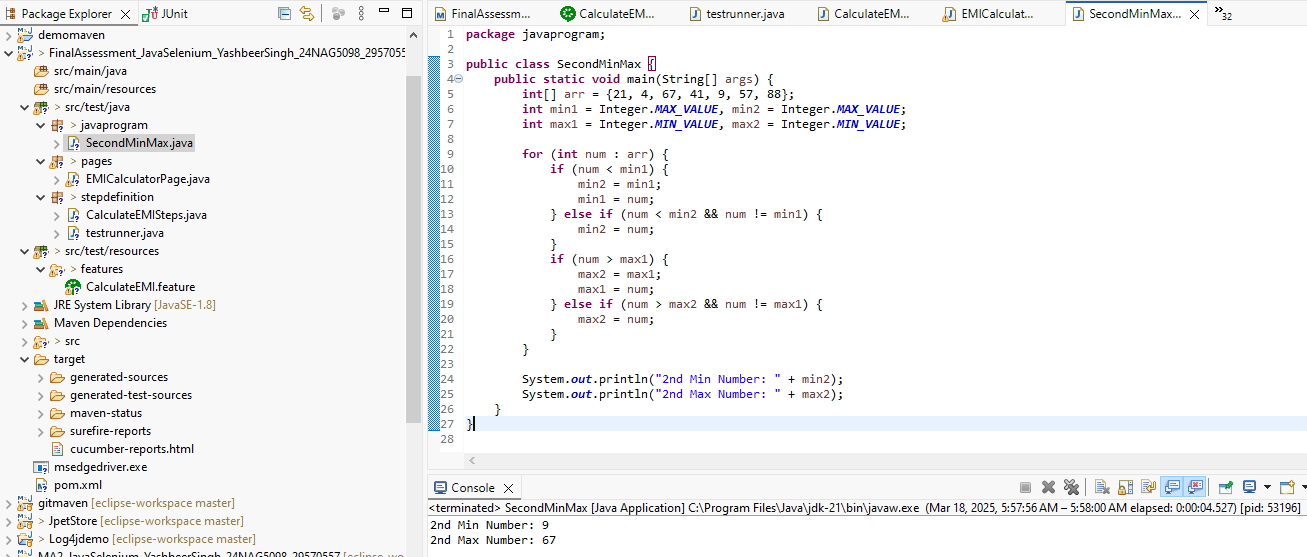 Package Explorer
JUnit
demomaven
> FinalAssessment_JavaSelenium_YashbeerSingh_24NAG5098_2957055
src/main/java
src/main/resources
> src/test/java
> javaprogram
SecondMinMax.java
> pages
EMICalculatorPage.java
> stepdefinition
CalculateEMISteps.java
testrunner.java
> src/test/resources
> features
CalculateEMI.feature
JRE System Library [JavaSE-1.8]
Maven Dependencies
> src
target
generated-sources
generated-test-sources
maven-status
surefire-reports
cucumber-reports.html
msedgedriver.exe
pom.xml
gitmaven [eclipse-workspace master]
> JpetStore [eclipse-workspace master]
> Log4jdemo [eclipse-workspace master]
MA2_JavaSelenium_YashbeerSingh_24NAG5098_29570557 [eclipse-wo
FinalAssessm... CalculateEM... testrunner.java CalculateEM... EMICalculat... SecondMinMax... »32
1 package javaprogram;
2
3 public class SecondMinMax {
4 public static void main(String[] args) {
5 int[] arr = {21, 4, 67, 41, 9, 57, 88};
6 int min1 = Integer.MAX_VALUE, min2 = Integer.MAX_VALUE;
7 int max1 = Integer.MIN_VALUE, max2 = Integer.MIN_VALUE;
8
9 for (int num : arr) {
10 if (num < min1) {
11 min2 = min1;
12 min1 = num;
13 } else if (num < min2 && num != min1) {
14 min2 = num;
15 }
16 if (num > max1) {
17 max2 = max1;
18 max1 = num;
19 } else if (num > max2 && num != max1) {
20 max2 = num;
21 }
22 }
23
24 System.out.println("2nd Min Number: " + min2);
25 System.out.println("2nd Max Number: " + max2);
26 }
27 }
28
Console
<terminated> SecondMinMax [Java Application] C:\Program Files\Java\jdk-21\bin\javaw.exe (Mar 18, 2025, 5:57:56 AM – 5:58:00 AM elapsed: 0:00:04.527) [pid: 53196]
2nd Min Number: 9
2nd Max Number: 67